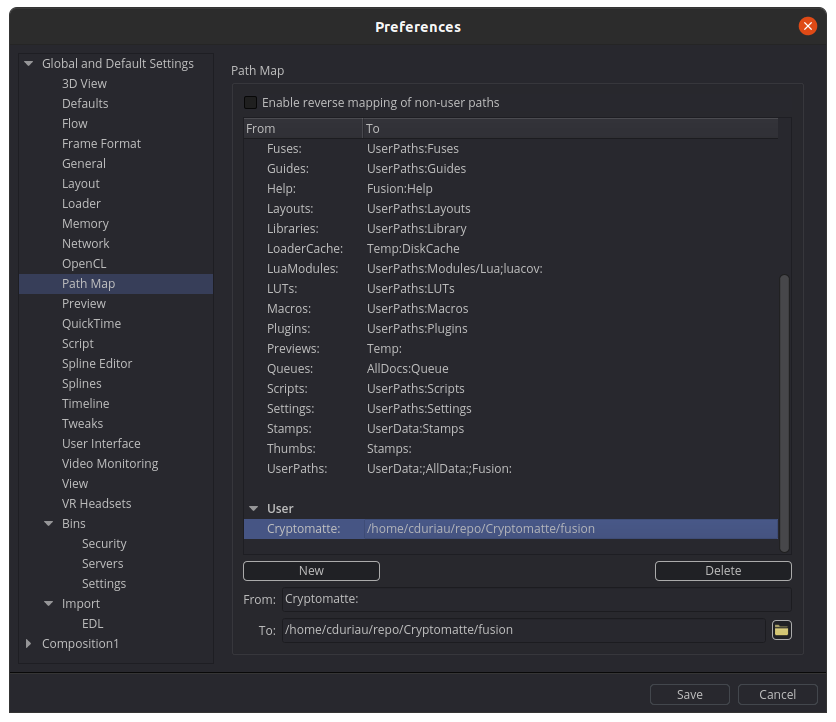 Preferences
Global and Default Settings
3D View
Defaults
Flow
Frame Format
General
Layout
Loader
Memory
Network
OpenCL
Path Map
Preview
QuickTime
Script
Spline Editor
Splines
Timeline
Tweaks
User Interface
Video Monitoring
View
VR Headsets
Bins
Security
Servers
Settings
Import
EDL
Composition1
Path Map
Enable reverse mapping of non-user paths
From To
Fuses: UserPaths:Fuses
Guides: UserPaths:Guides
Help: Fusion:Help
Layouts: UserPaths:Layouts
Libraries: UserPaths:Library
LoaderCache: Temp:DiskCache
LuaModules: UserPaths:Modules/Lua;luacov:
LUTs: UserPaths:LUTs
Macros: UserPaths:Macros
Plugins: UserPaths:Plugins
Previews: Temp:
Queues: AllDocs:Queue
Scripts: UserPaths:Scripts
Settings: UserPaths:Settings
Stamps: UserData:Stamps
Thumbs: Stamps:
UserPaths: UserData:;AllData:;Fusion:
User
Cryptomatte: /home/cduriau/repo/Cryptomatte/fusion
New Delete
From: Cryptomatte:
To: /home/cduriau/repo/Cryptomatte/fusion
Save Cancel